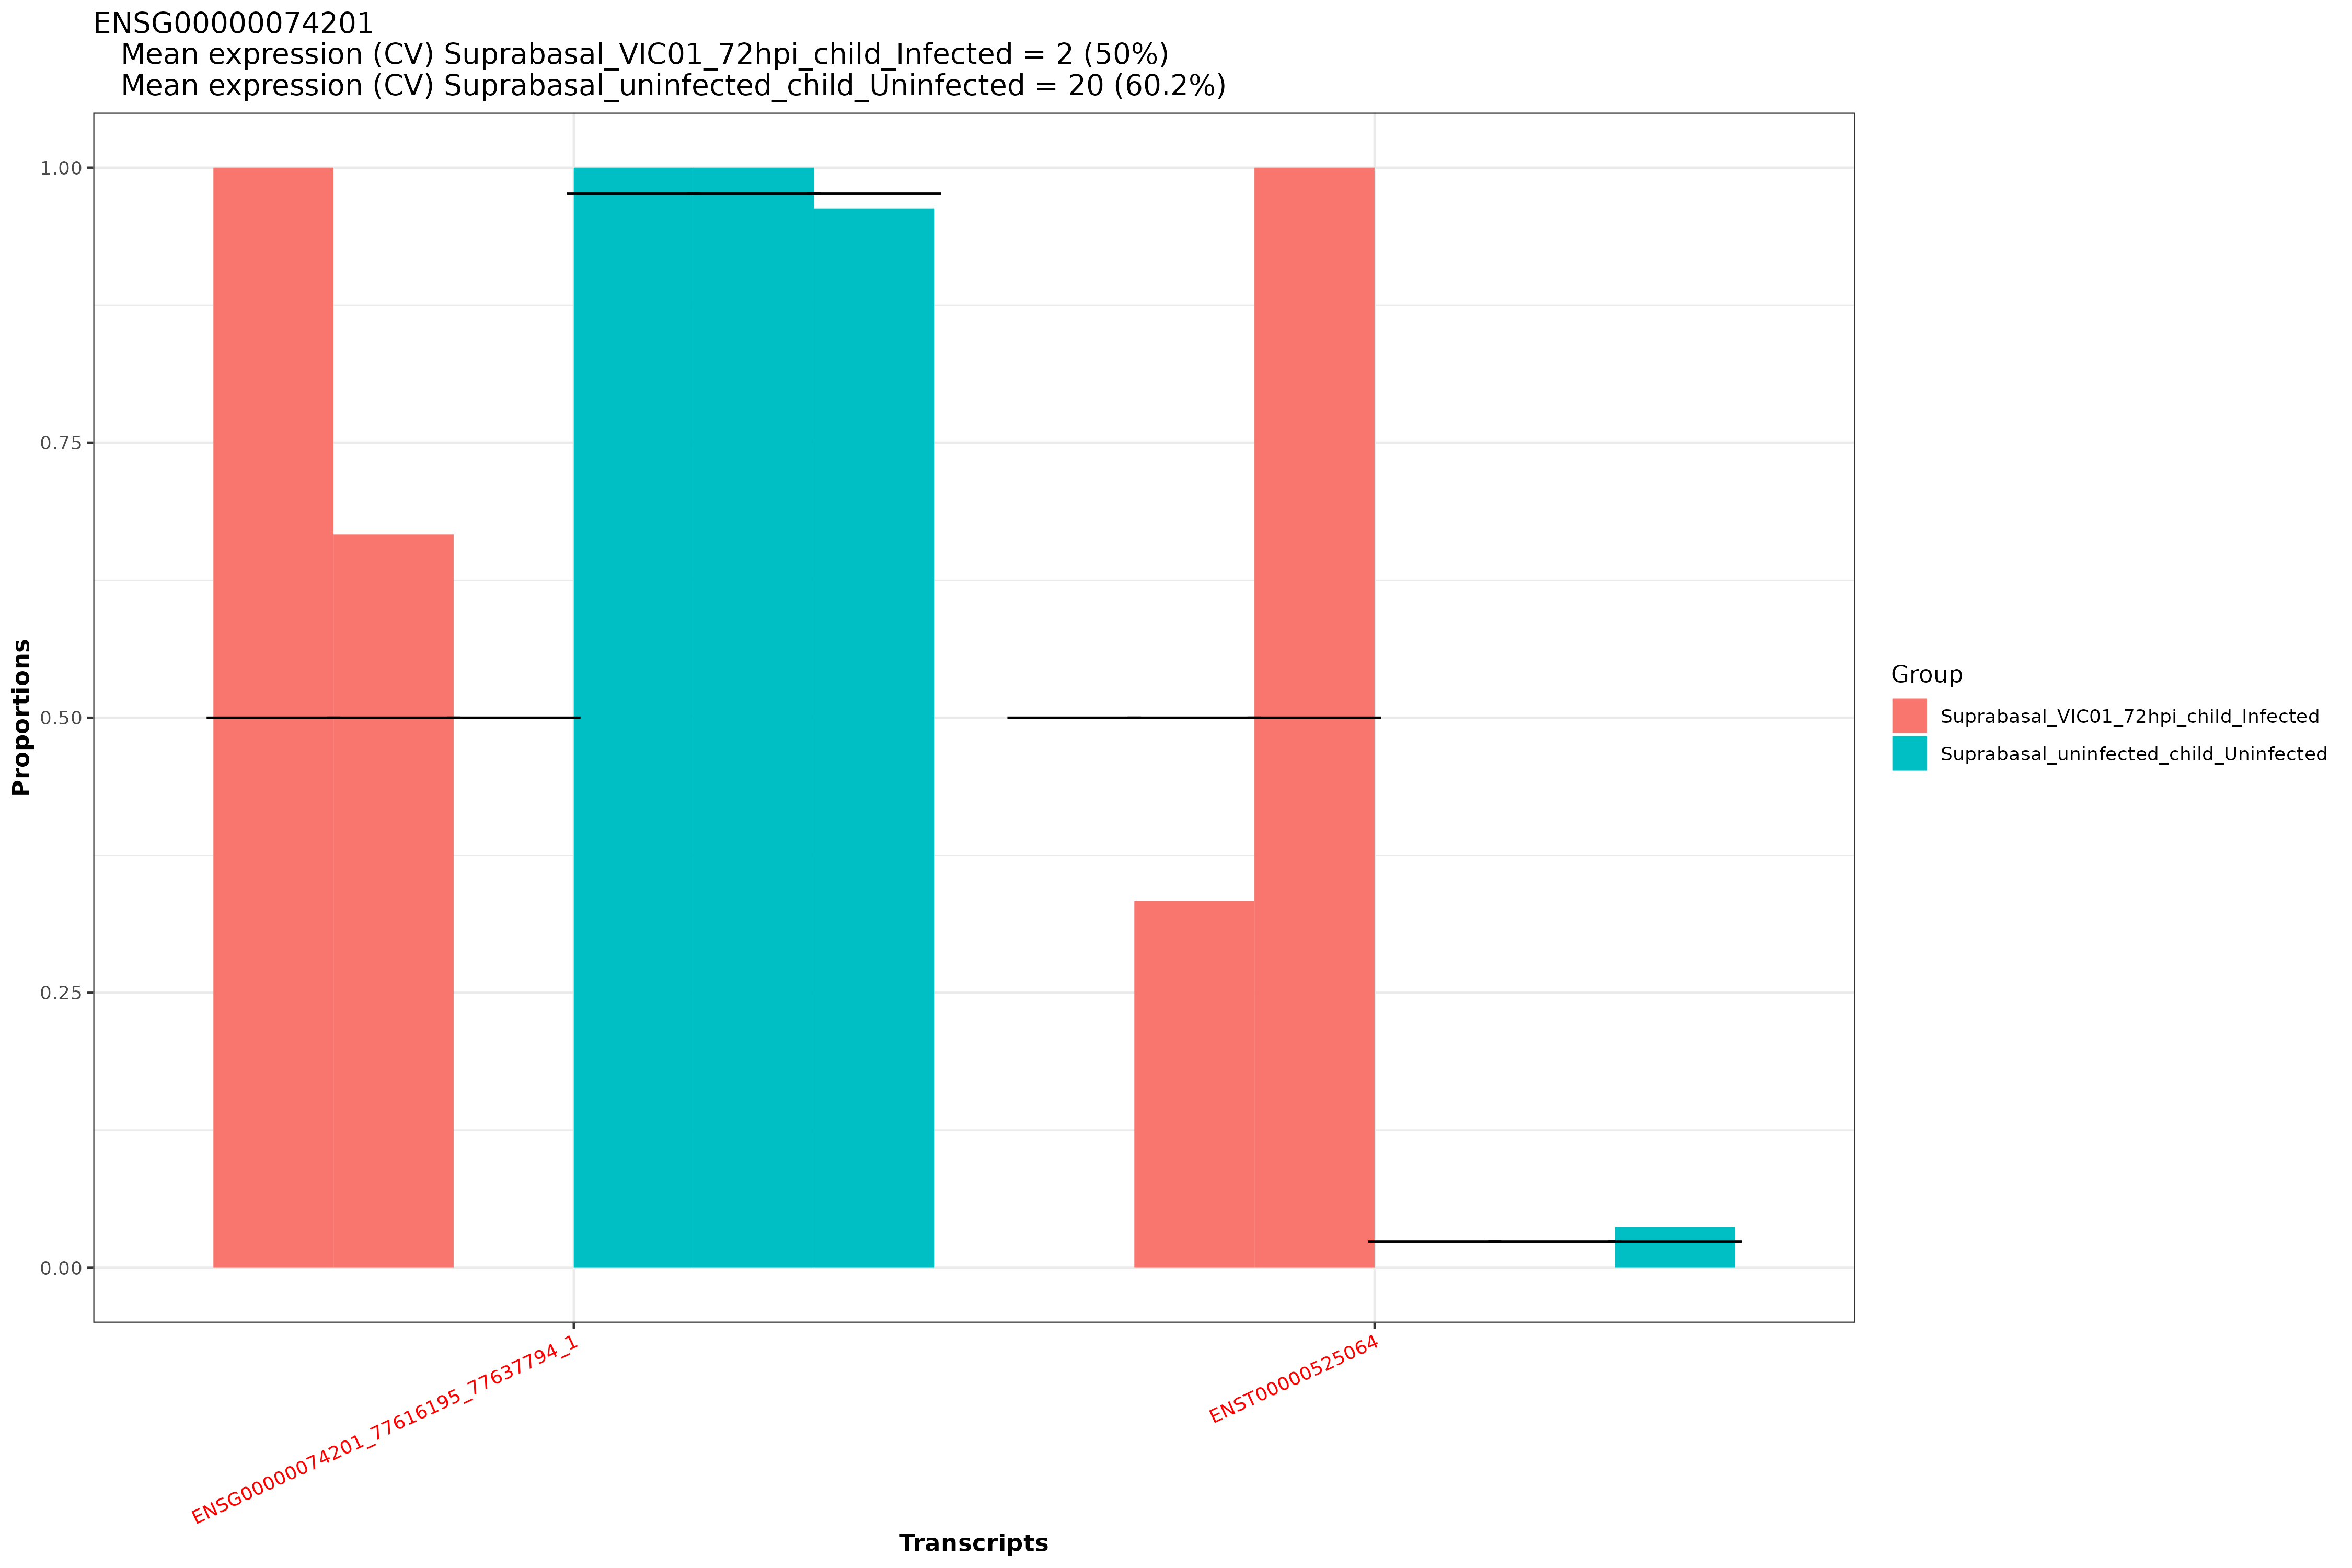 ENSG00000074201
Mean expression (CV) Suprabasal_VIC01_72hpi_child_Infected = 2 (50%)
Mean expression (CV) Suprabasal_uninfected_child_Uninfected = 20 (60.2%)
1.00
0.75
0.50
0.25
0.00
Proportions
ENSG00000074201_77616195_77637794_1
ENST00000525064
Transcripts
Group
Suprabasal_VIC01_72hpi_child_Infected
Suprabasal_uninfected_child_Uninfected